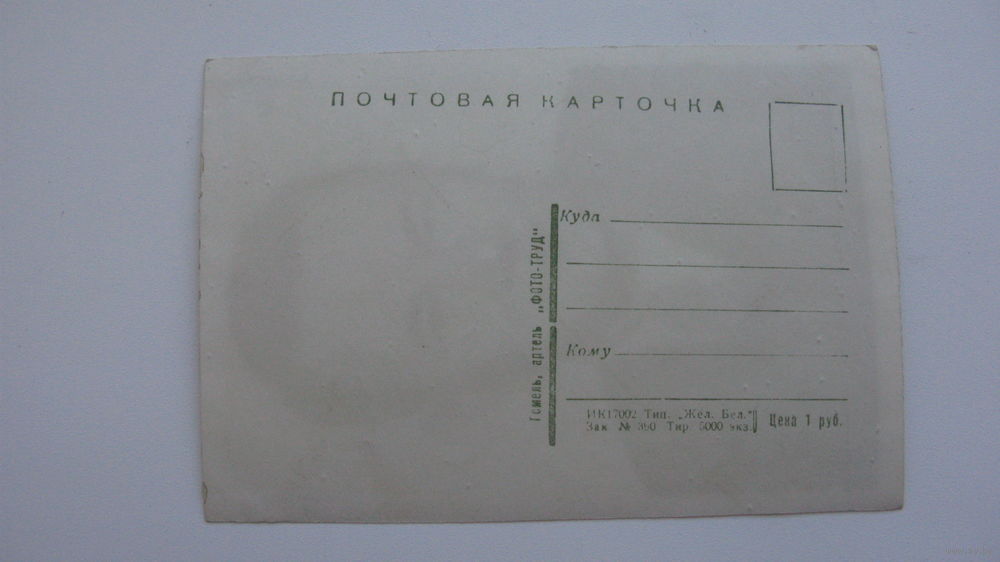 ПОЧТОВАЯ КАРТОЧКА
Гомель, артель „ФОТО-ТРУД"
Куда
Кому
ИК17002 Тип. „Жел. Бел."
Зак № 390 Тир 5000 экз.
Цена 1 руб.